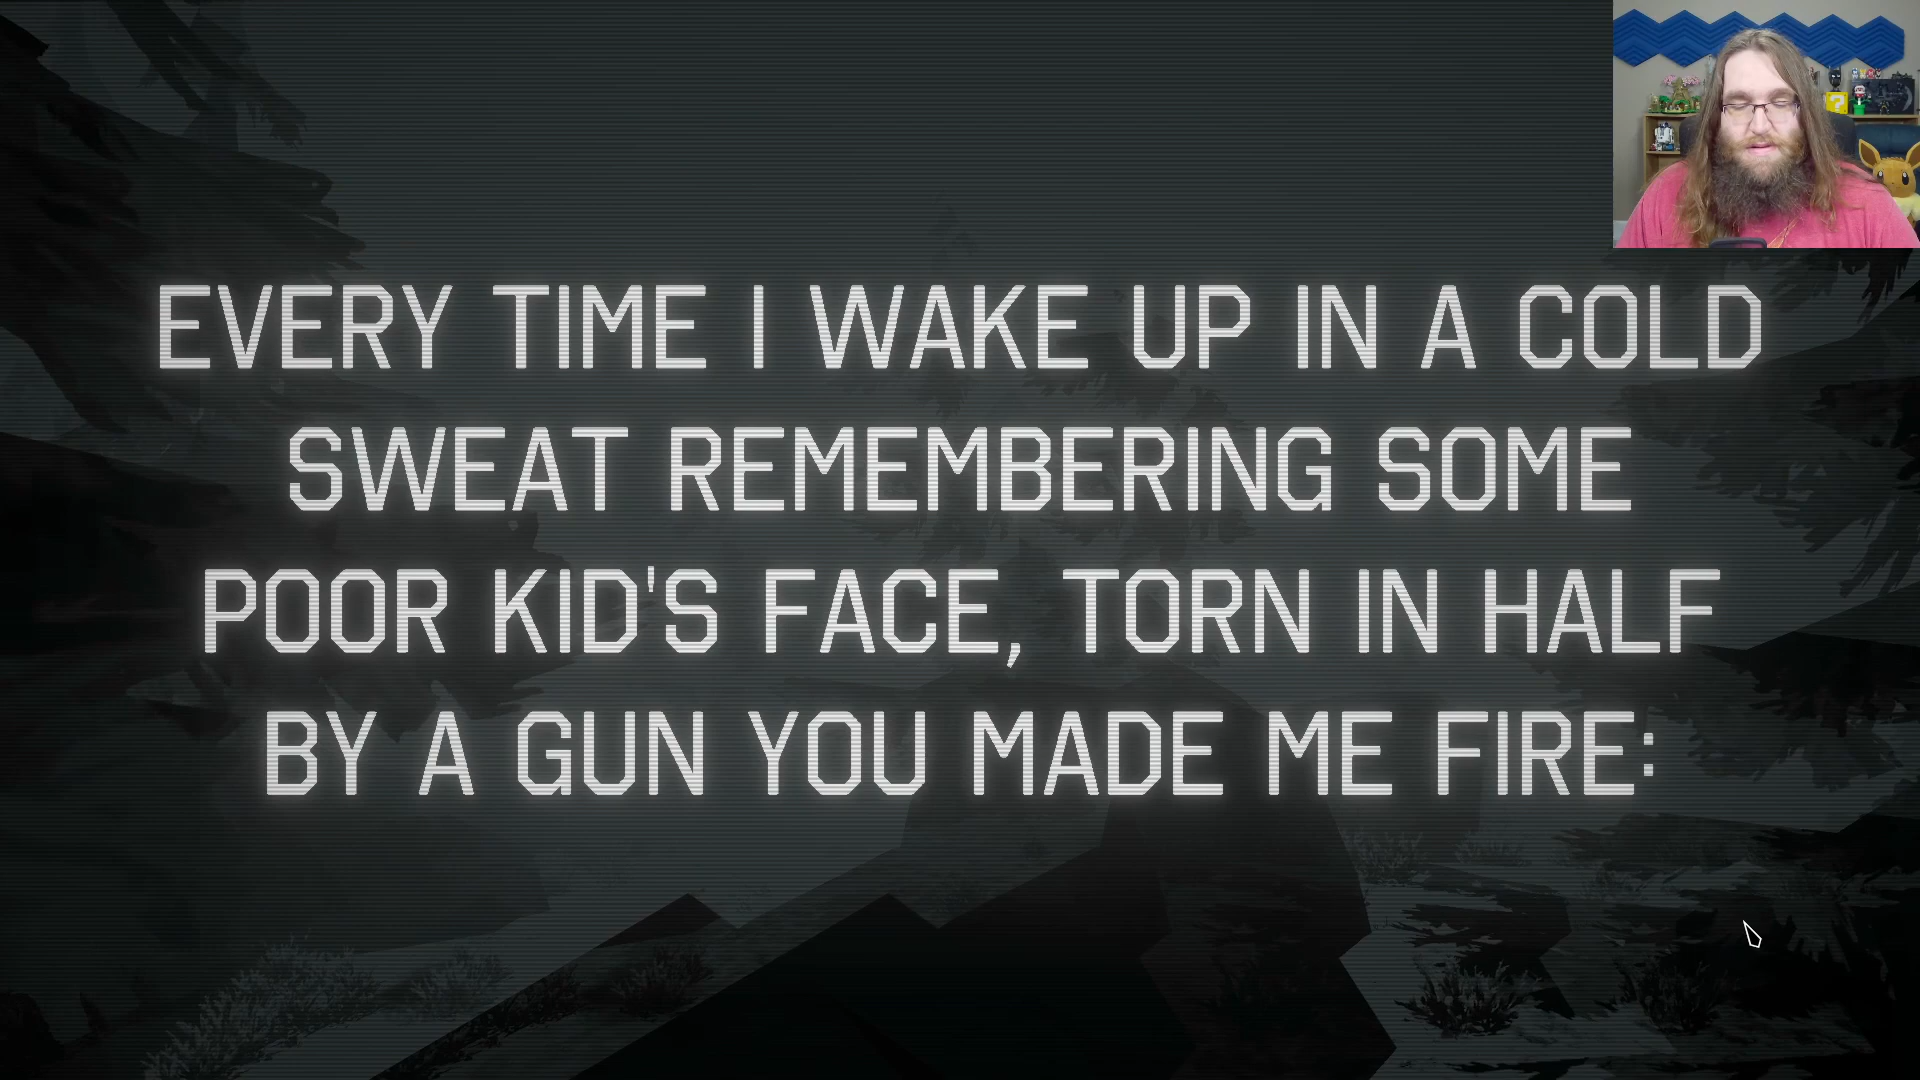 EVERY TIME I WAKE UP IN A COLD
SWEAT REMEMBERING SOME
POOR KID'S FACE, TORN IN HALF
BY A GUN YOU MADE ME FIRE:
?